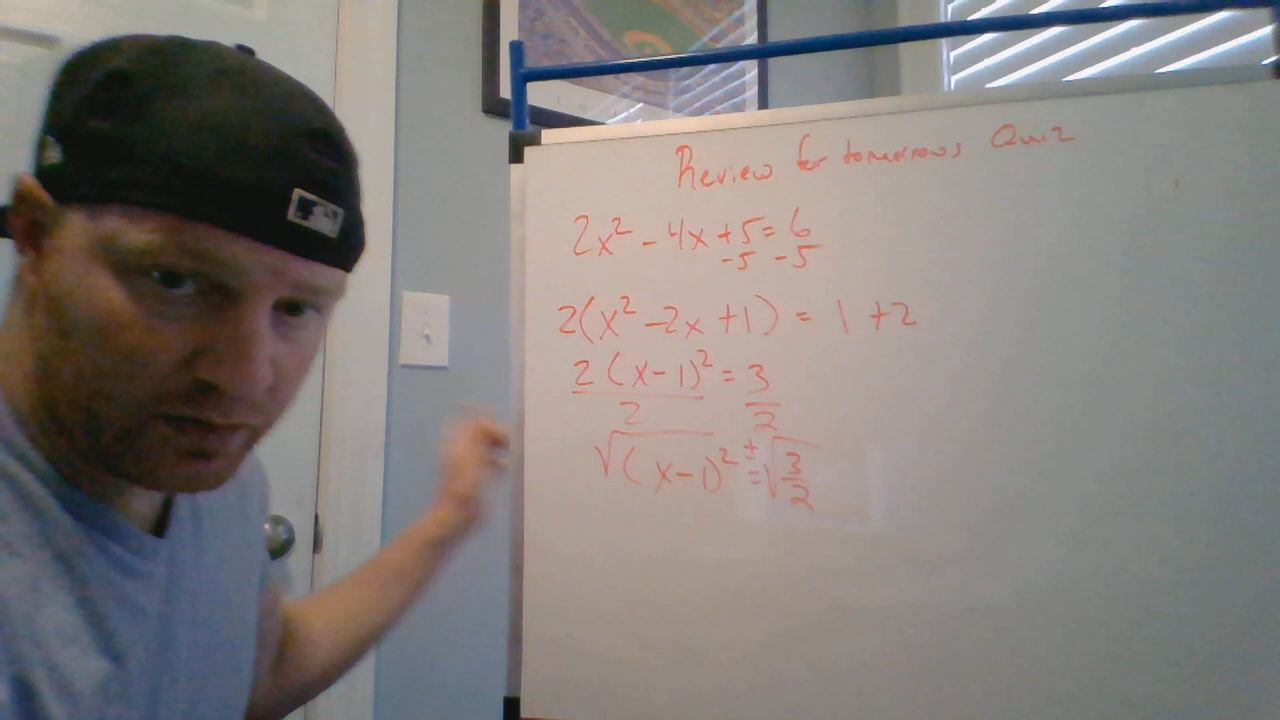 Review for tomorrows Quiz
2x² - 4x + 5 = 6
-5 -5
2(x² - 2x + 1) = 1 + 2
2(x - 1)² = 3
2 2
√(x - 1)² = ±√3/2